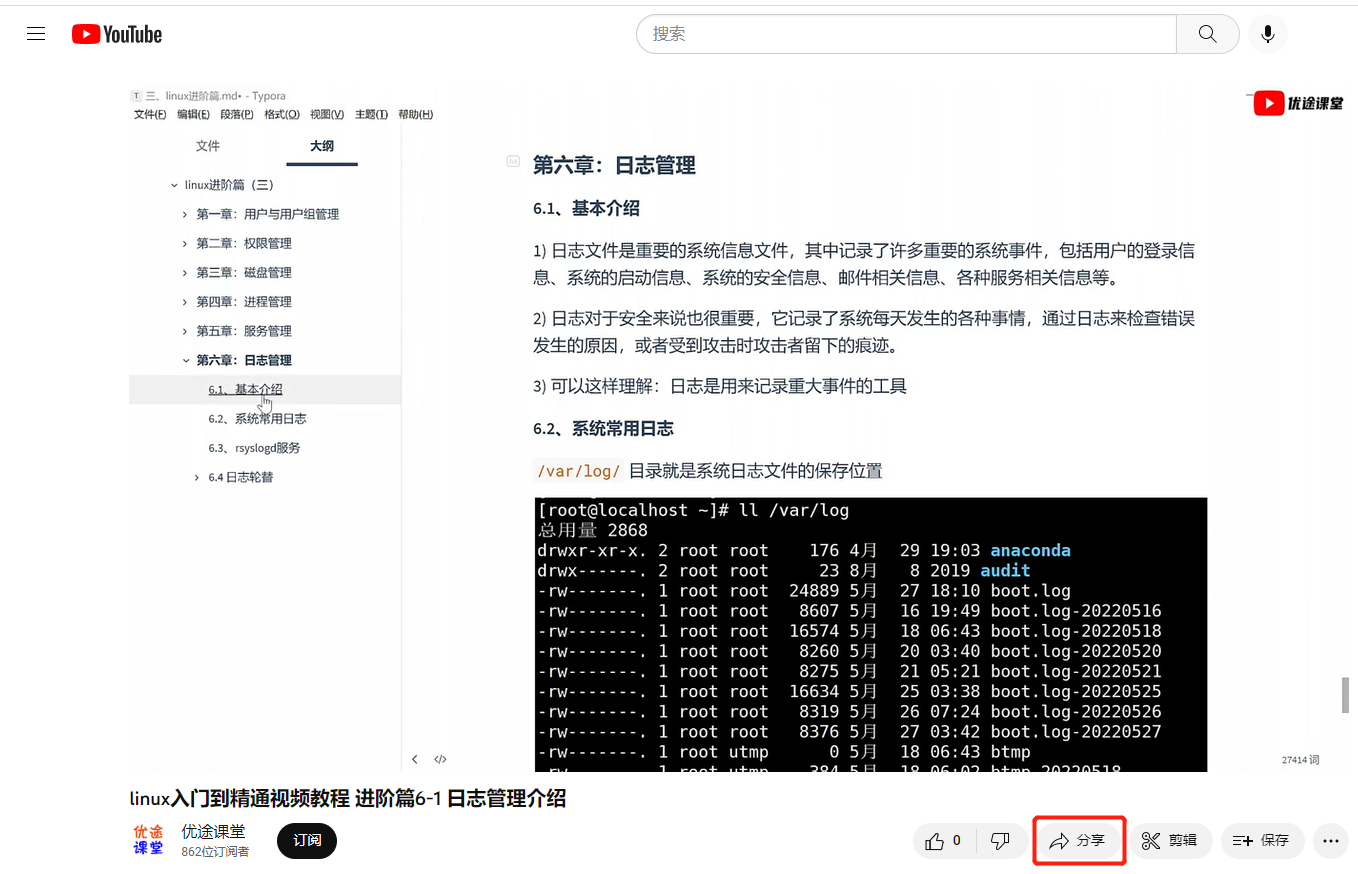 YouTube
搜索
T 三、linux进阶篇.md• - Typora
优途课堂
文件(F) 编辑(E) 段落(P) 格式(O) 视图(V) 主题(T) 帮助(H)
文件 大纲
linux进阶篇（三）
第一章：用户与用户组管理
第二章：权限管理
第三章：磁盘管理
第四章：进程管理
第五章：服务管理
第六章：日志管理
6.1、基本介绍
6.2、系统常用日志
6.3、rsyslogd服务
6.4 日志轮替
第六章：日志管理
6.1、基本介绍
1) 日志文件是重要的系统信息文件，其中记录了许多重要的系统事件，包括用户的登录信
息、系统的启动信息、系统的安全信息、邮件相关信息、各种服务相关信息等。
2) 日志对于安全来说也很重要，它记录了系统每天发生的各种事情，通过日志来检查错误
发生的原因，或者受到攻击时攻击者留下的痕迹。
3) 可以这样理解：日志是用来记录重大事件的工具
6.2、系统常用日志
/var/log/ 目录就是系统日志文件的保存位置
[root@localhost ~]# ll /var/log
总用量 2868
drwxr-xr-x. 2 root root 176 4月 29 19:03 anaconda
drwx------. 2 root root 23 8月 8 2019 audit
-rw-------. 1 root root 24889 5月 27 18:10 boot.log
-rw-------. 1 root root 8607 5月 16 19:49 boot.log-20220516
-rw-------. 1 root root 16574 5月 18 06:43 boot.log-20220518
-rw-------. 1 root root 8260 5月 20 03:40 boot.log-20220520
-rw-------. 1 root root 8275 5月 21 05:21 boot.log-20220521
-rw-------. 1 root root 16634 5月 25 03:38 boot.log-20220525
-rw-------. 1 root root 8319 5月 26 07:24 boot.log-20220526
-rw-------. 1 root root 8376 5月 27 03:42 boot.log-20220527
-rw-------. 1 root utmp 0 5月 18 06:43 btmp
-rw-------. 1 root utmp 384 5月 18 06:02 btmp-20220518
27414 词
linux入门到精通视频教程 进阶篇6-1 日志管理介绍
优途
课堂
优途课堂
862位订阅者
订阅
0
分享
剪辑
保存